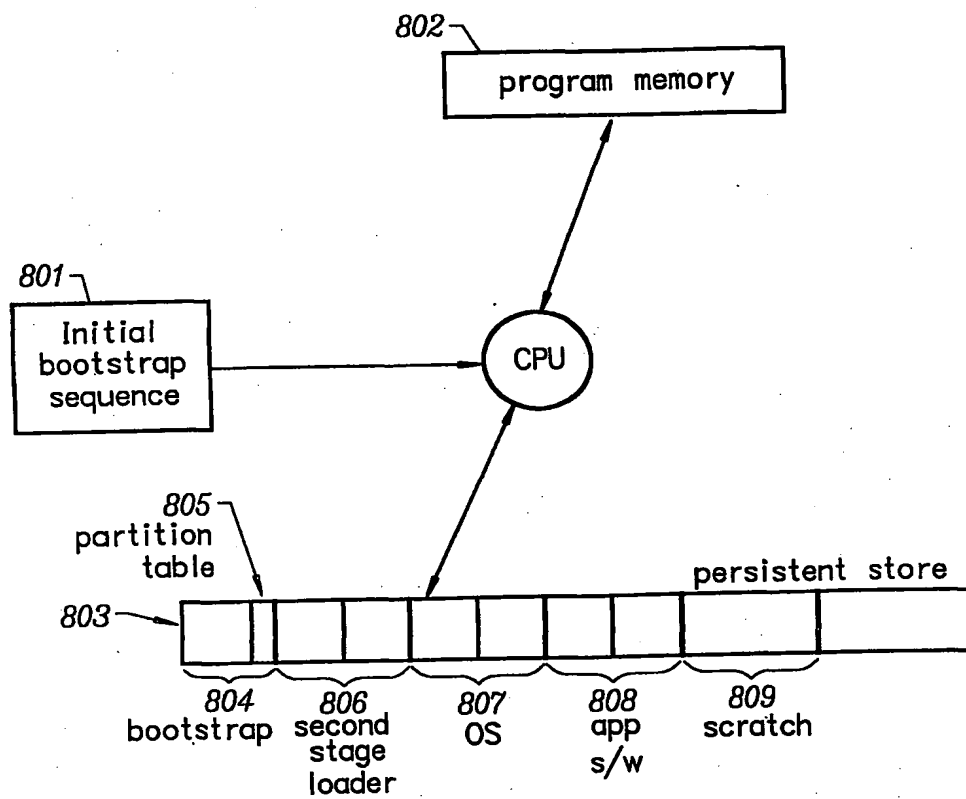 802
program memory
801
Initial
bootstrap
sequence
CPU
805
partition
table
persistent store
803
804
bootstrap
806
second
stage
loader
807
OS
808
app
s/w
809
scratch